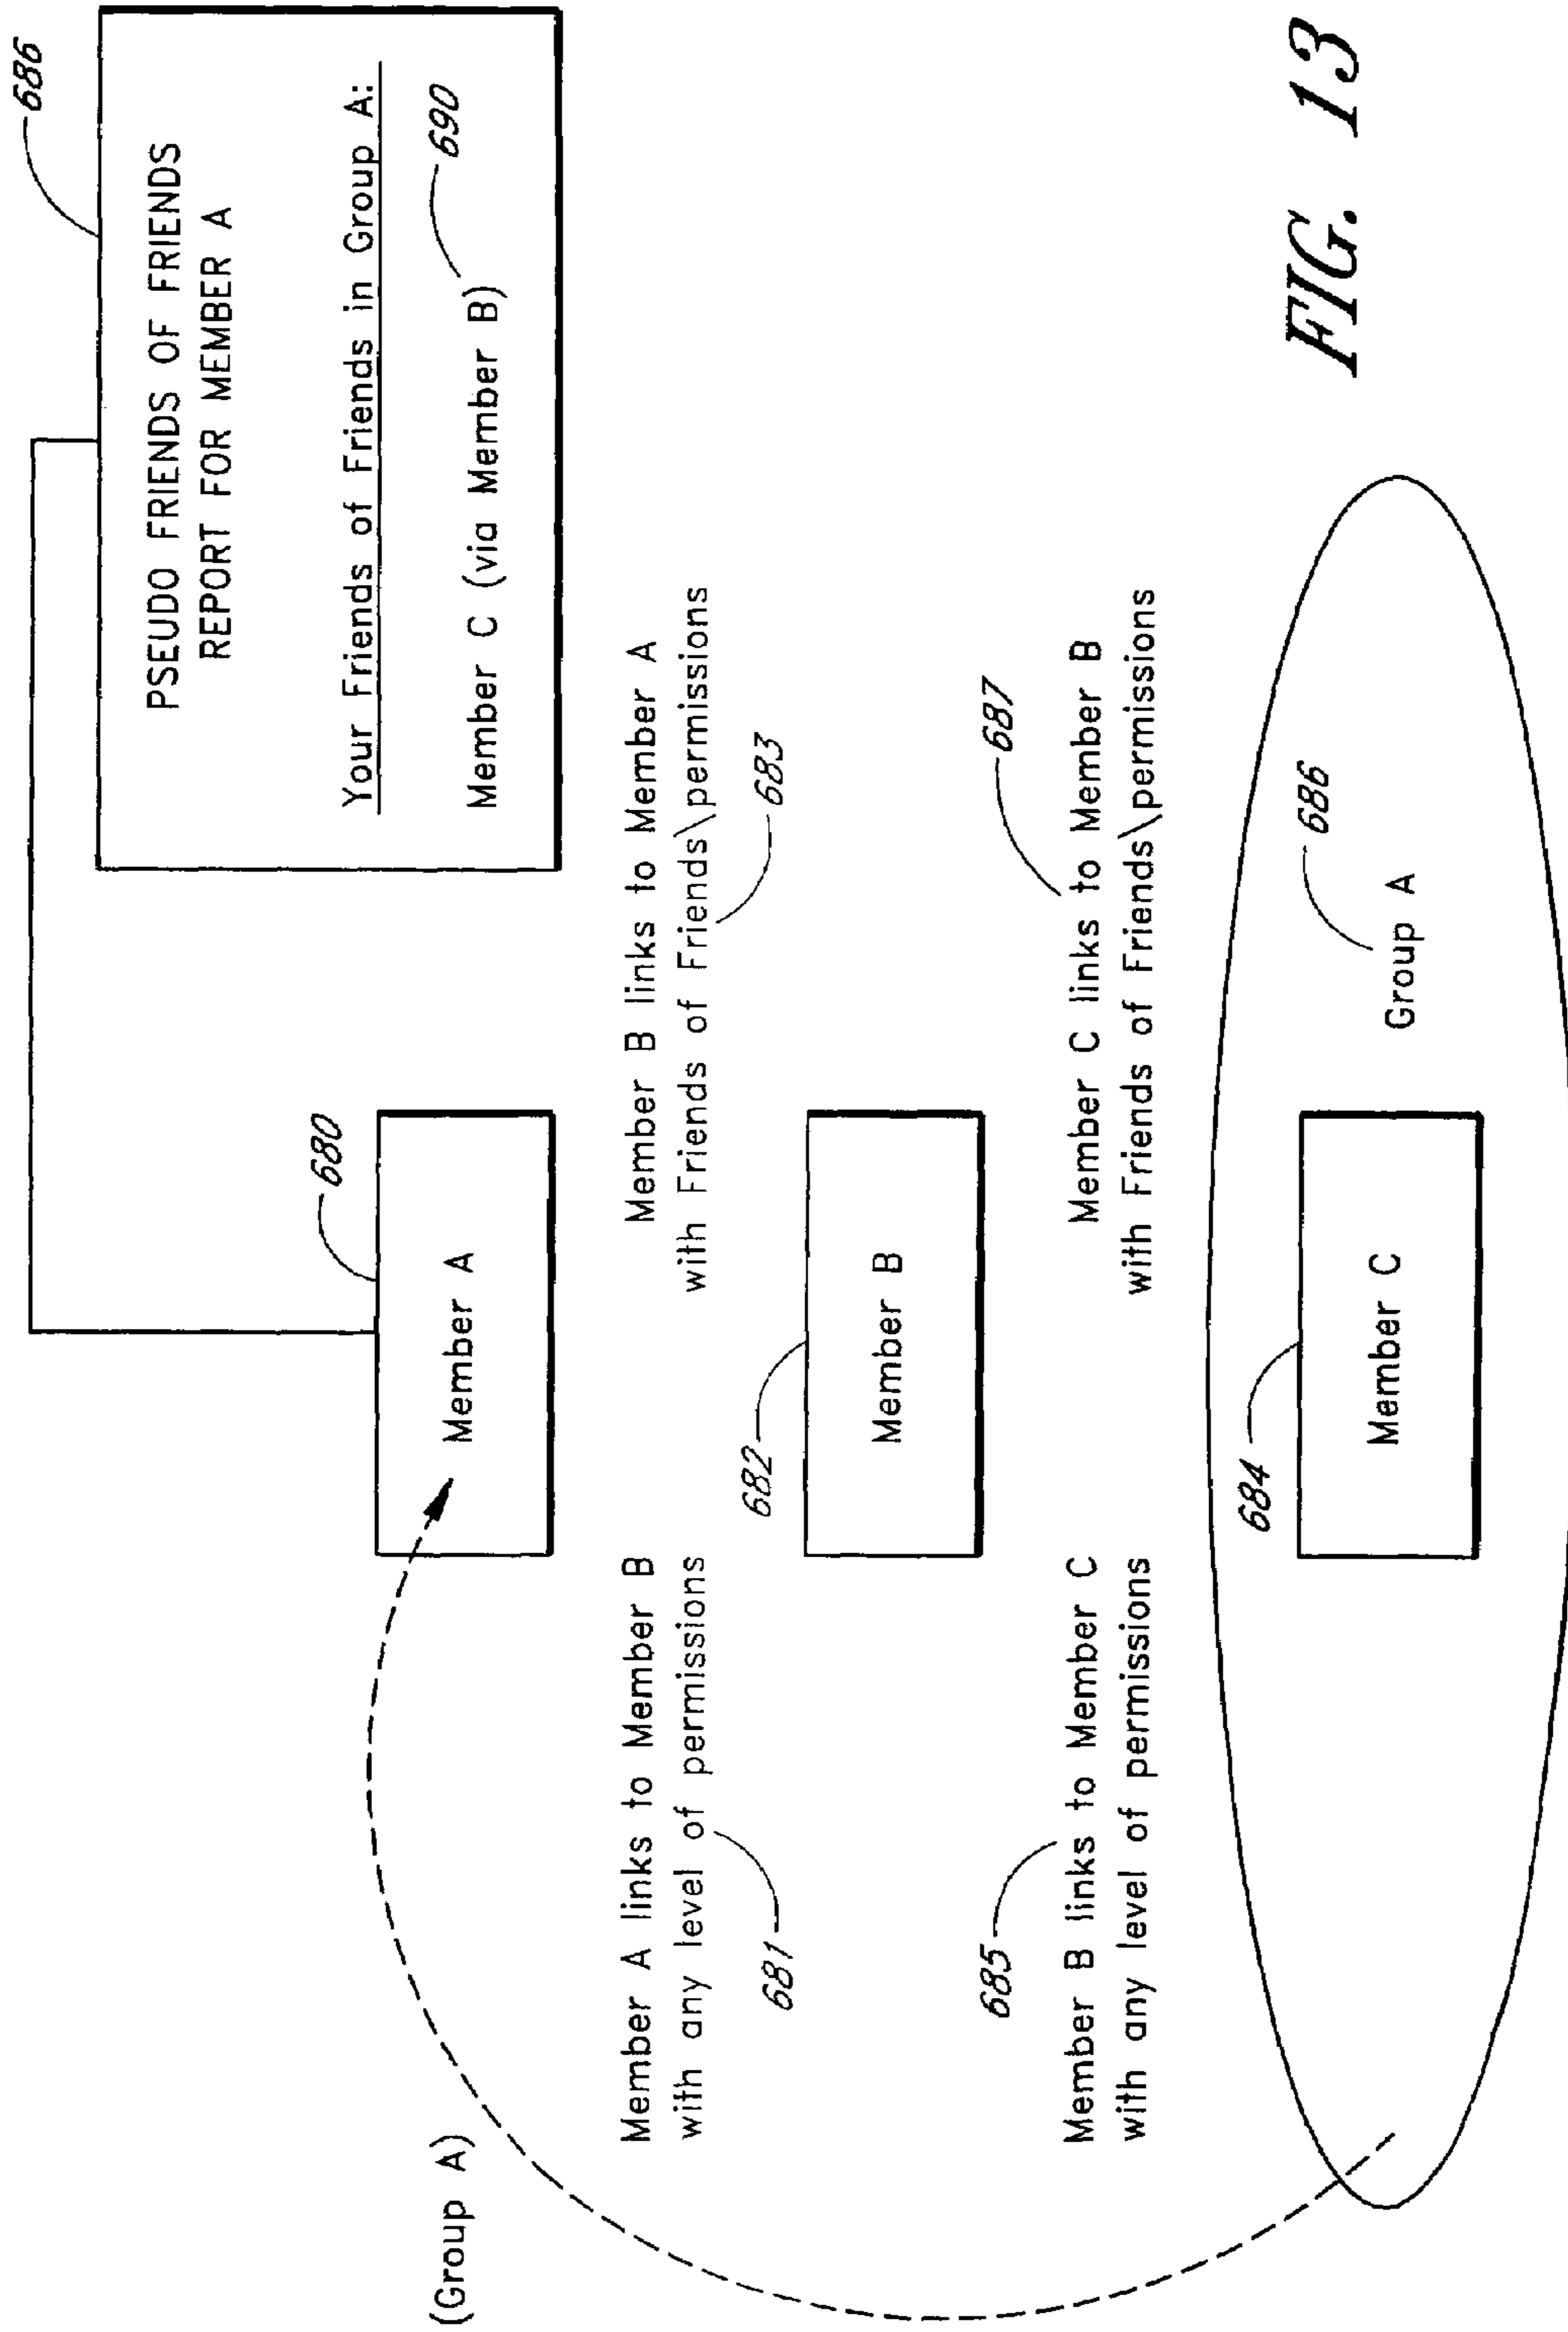 686
PSEUDO FRIENDS OF FRIENDS
REPORT FOR MEMBER A
Your Friends of Friends in Group A:
Member C (via Member B)
690
(Group A)
680
Member A
Member A links to Member B
with any level of permissions
681
Member B links to Member A
with Friends of Friends\permissions
683
682
Member B
685
Member B links to Member C
with any level of permissions
687
Member C links to Member B
with Friends of Friends\permissions
684
Member C
686
Group A
FIG. 13